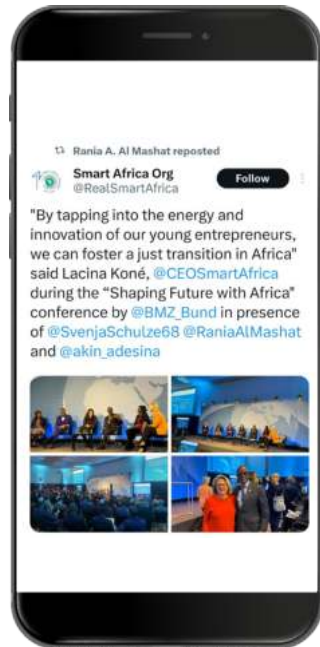 Rania A. Al Mashat reposted
Smart Africa Org
@RealSmartAfrica
Follow
"By tapping into the energy and
innovation of our young entrepreneurs,
we can foster a just transition in Africa"
said Lacina Koné, @CEOSmartAfrica
during the “Shaping Future with Africa"
conference by @BMZ_Bund in presence
of @SvenjaSchulze68 @RaniaAlMashat
and @akin_adesina